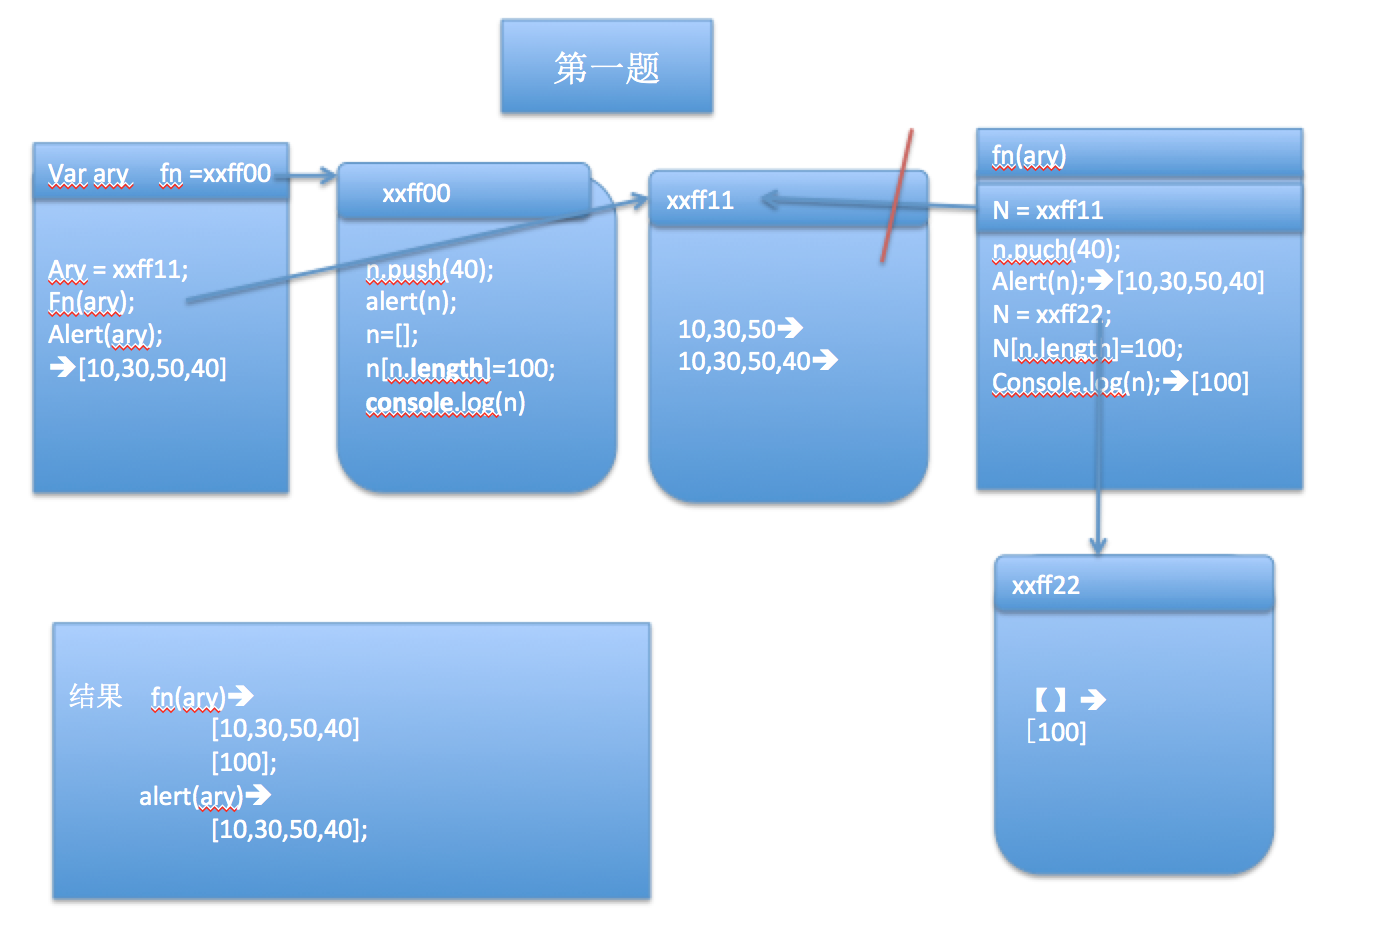 第一题
Var ary fn =xxff00
Ary = xxff11;
Fn(ary);
Alert(ary);
➔[10,30,50,40]
xxff00
n.push(40);
alert(n);
n=[];
n[n.length]=100;
console.log(n)
xxff11
10,30,50➔
10,30,50,40➔
fn(ary)
N = xxff11
n.puch(40);
Alert(n);➔[10,30,50,40]
N = xxff22;
N[n.length]=100;
Console.log(n);➔[100]
xxff22
【】➔
[100]
结果 fn(ary)➔
[10,30,50,40]
[100];
alert(ary)➔
[10,30,50,40];